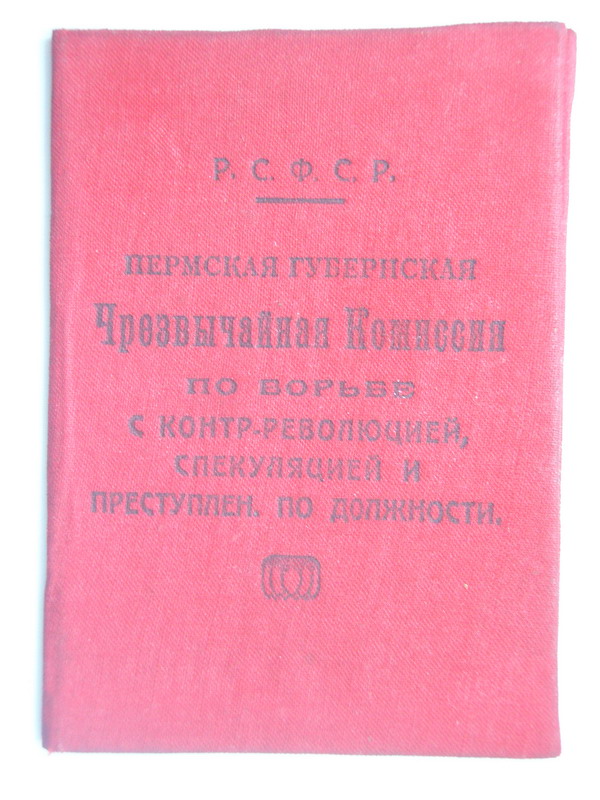 Р. С. Ф. С. Р.
ПЕРМСКАЯ ГУБЕРНСКАЯ
Чрезвычайная Комиссия
ПО БОРЬБЕ
С КОНТР-РЕВОЛЮЦИЕЙ,
СПЕКУЛЯЦИЕЙ И
ПРЕСТУПЛЕН. ПО ДОЛЖНОСТИ.